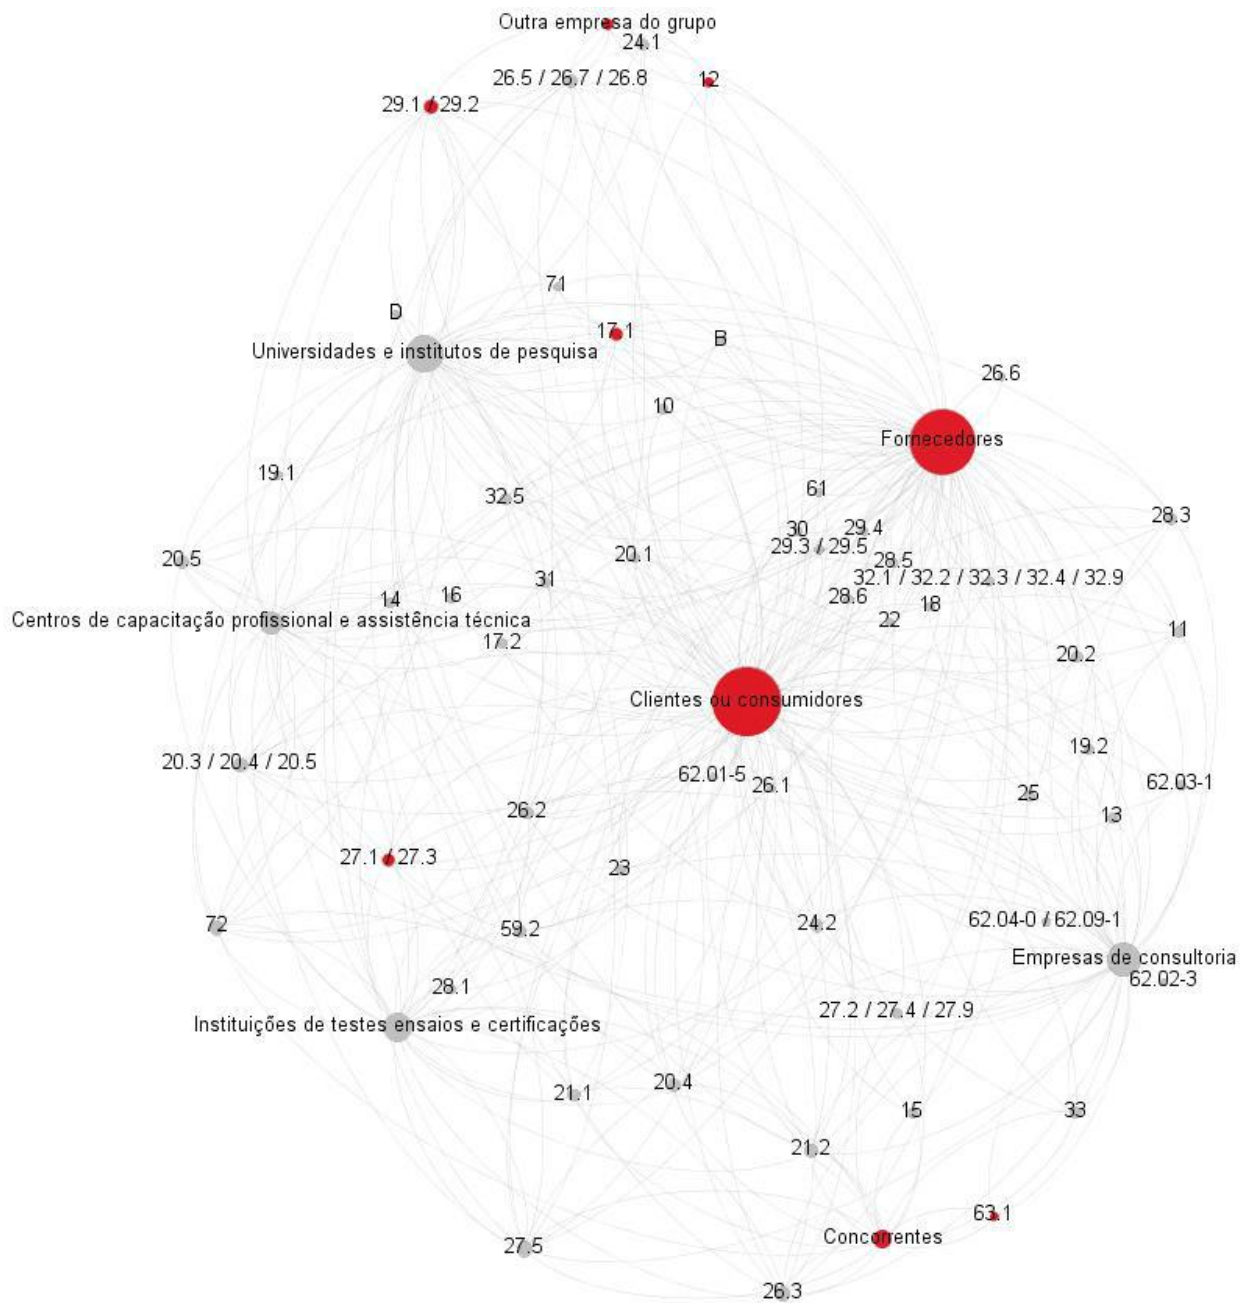 Outra empresa do grupo
24.1
26.5 / 26.7 / 26.8
12
29.1 / 29.2
71
D
17.1
B
Universidades e institutos de pesquisa
26.6
10
Fornecedores
19.1
61
32.5
28.3
30
29.4
29.3 / 29.5
20.5
20.1
28.5
31
32.1 / 32.2 / 32.3 / 32.4 / 32.9
14
16
28.6
18
Centros de capacitação profissional e assistência técnica
22
11
17.2
20.2
Clientes ou consumidores
19.2
20.3 / 20.4 / 20.5
62.01-5
26.1
62.03-1
25
26.2
13
27.1 / 27.3
23
72
59.2
24.2
62.04-0 / 62.09-1
Empresas de consultoria
62.02-3
28.1
27.2 / 27.4 / 27.9
Instituições de testes ensaios e certificações
20.4
21.1
15
33
21.2
63.1
Concorrentes
27.5
26.3